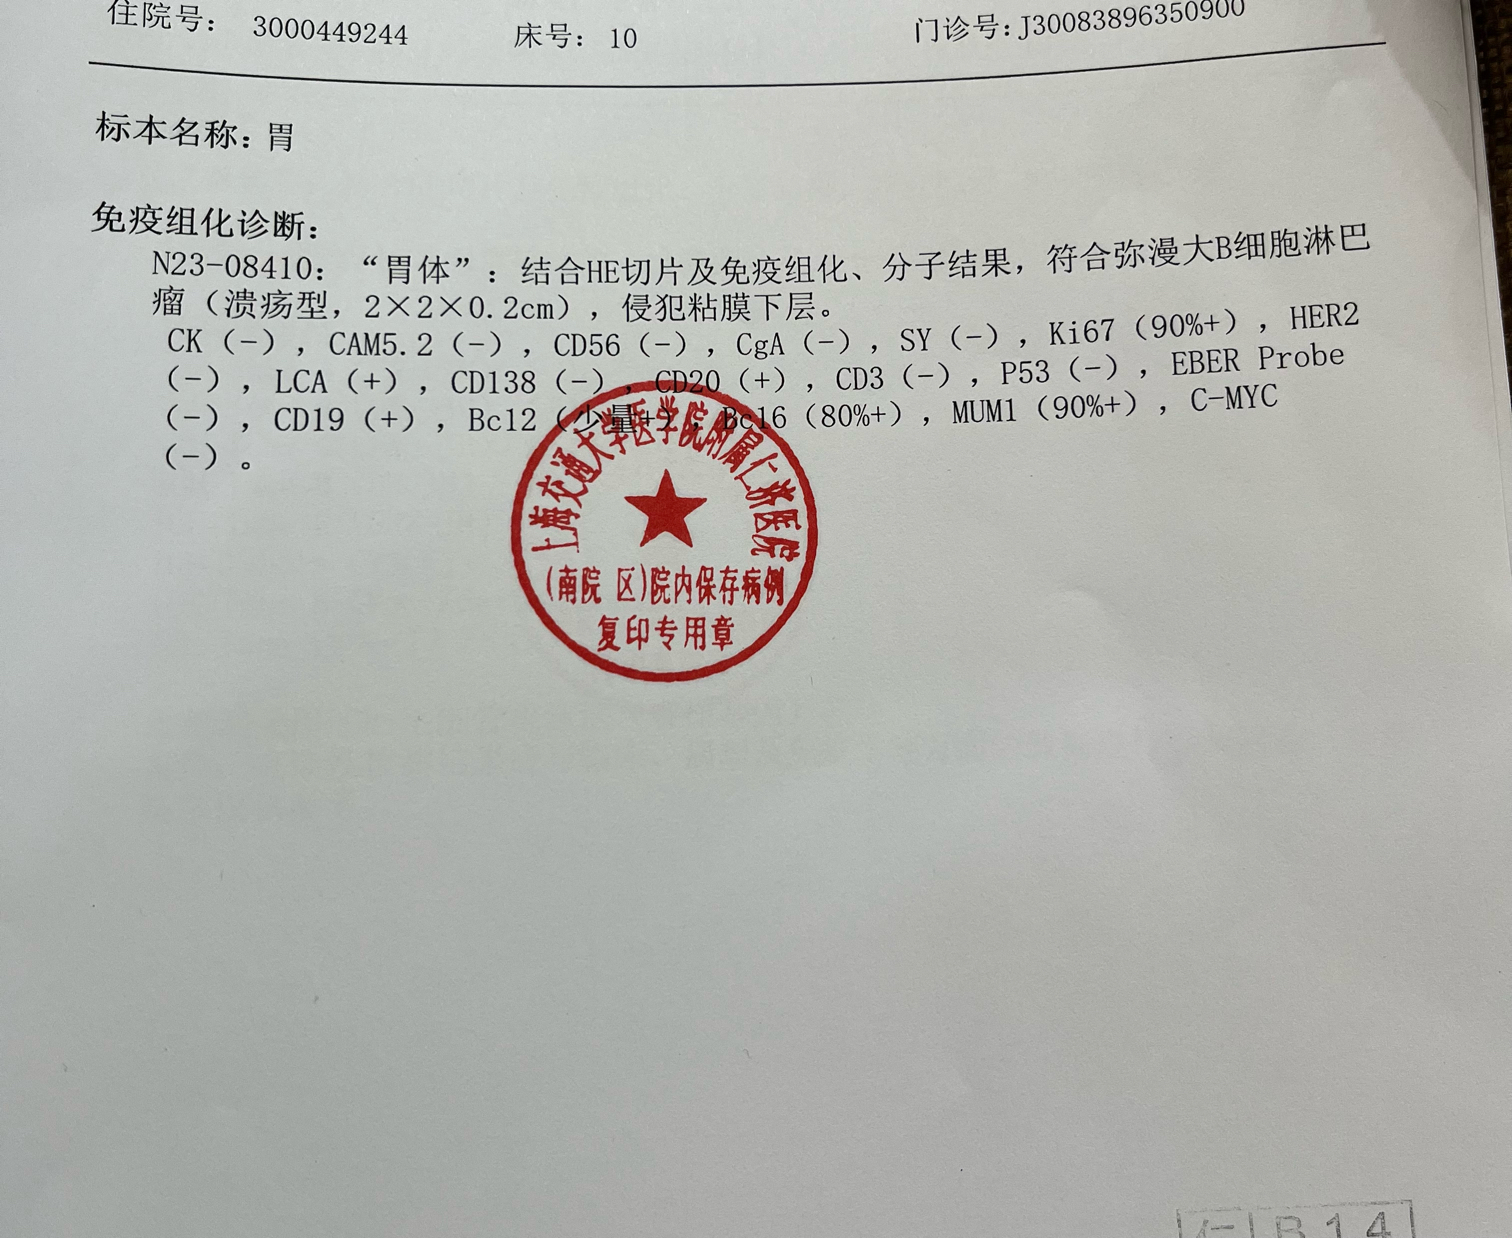 住院号： 3000449244 床号： 10 门诊号：J30083896350900
标本名称：胃
免疫组化诊断：
N23-08410：“胃体”：结合HE切片及免疫组化、分子结果，符合弥漫大B细胞淋巴
瘤（溃疡型，2×2×0.2cm），侵犯粘膜下层。
CK（-），CAM5.2（-），CD56（-），CgA（-），SY（-），Ki67（90%+），HER2
（-），LCA（+），CD138（-），CD20（+），CD3（-），P53（-），EBER Probe
（-），CD19（+），Bcl2（少量+），Bcl6（80%+），MUM1（90%+），C-MYC
（-）。
上海交通大学医学院附属仁济医院
（南院 区）院内保存病例
复印专用章
仁 B14